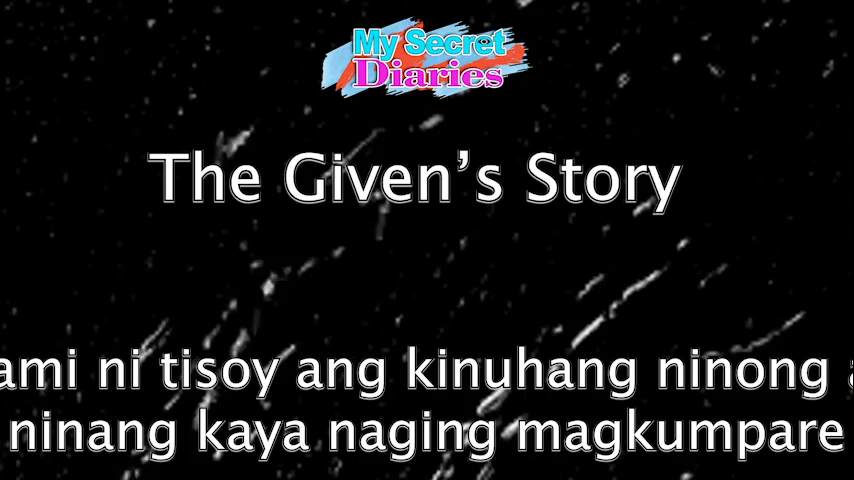 My Secret
Diaries
The Given's Story
ami ni tisoy ang kinuhang ninong a
ninang kaya naging magkumpare